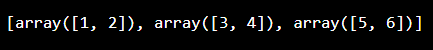 [array([1, 2]), array([3, 4]), array([5, 6])]